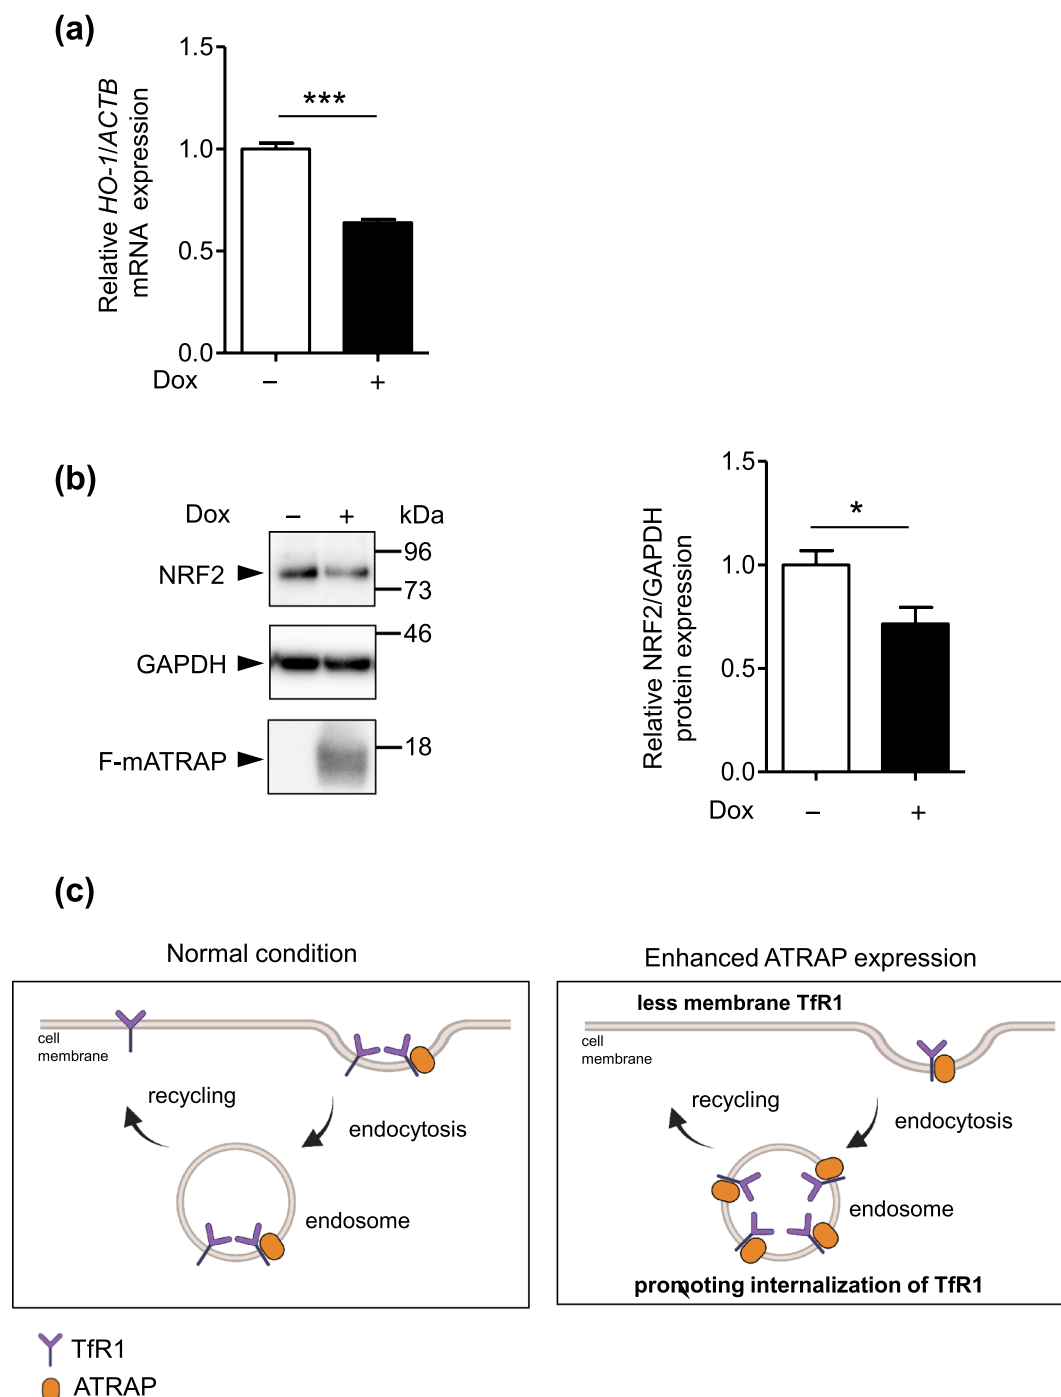 (a)
Relative HO-1/ACTB
mRNA expression
1.5
1.0
0.5
0.0
***
Dox
– +
(b)
Dox – + kDa
NRF2
96
73
GAPDH
46
F-mATRAP
18
Relative NRF2/GAPDH
protein expression
1.5
1.0
0.5
0.0
*
Dox – +
(c)
Normal condition
cell
membrane
recycling
endocytosis
endosome
Enhanced ATRAP expression
less membrane TfR1
cell
membrane
recycling
endocytosis
endosome
promoting internalization of TfR1
TfR1
ATRAP